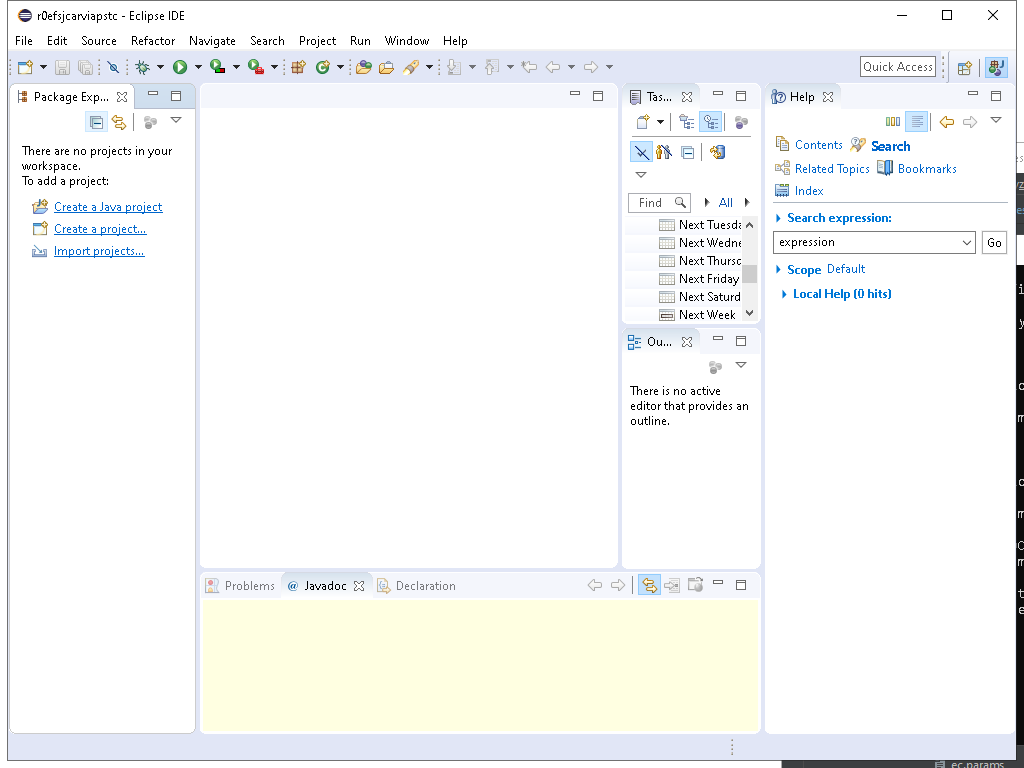 r0efsjcarviapstc - Eclipse IDE
File Edit Source Refactor Navigate Search Project Run Window Help
Quick Access
Package Exp...
There are no projects in your
workspace.
To add a project:
Create a Java project
Create a project...
Import projects...
Tas...
Find
All
Next Tuesda
Next Wedne
Next Thursd
Next Friday
Next Saturd
Next Week
Ou...
There is no active
editor that provides an
outline.
Help
Contents Search
Related Topics Bookmarks
Index
Search expression:
expression Go
Scope Default
Local Help (0 hits)
Problems @ Javadoc Declaration
ec.params